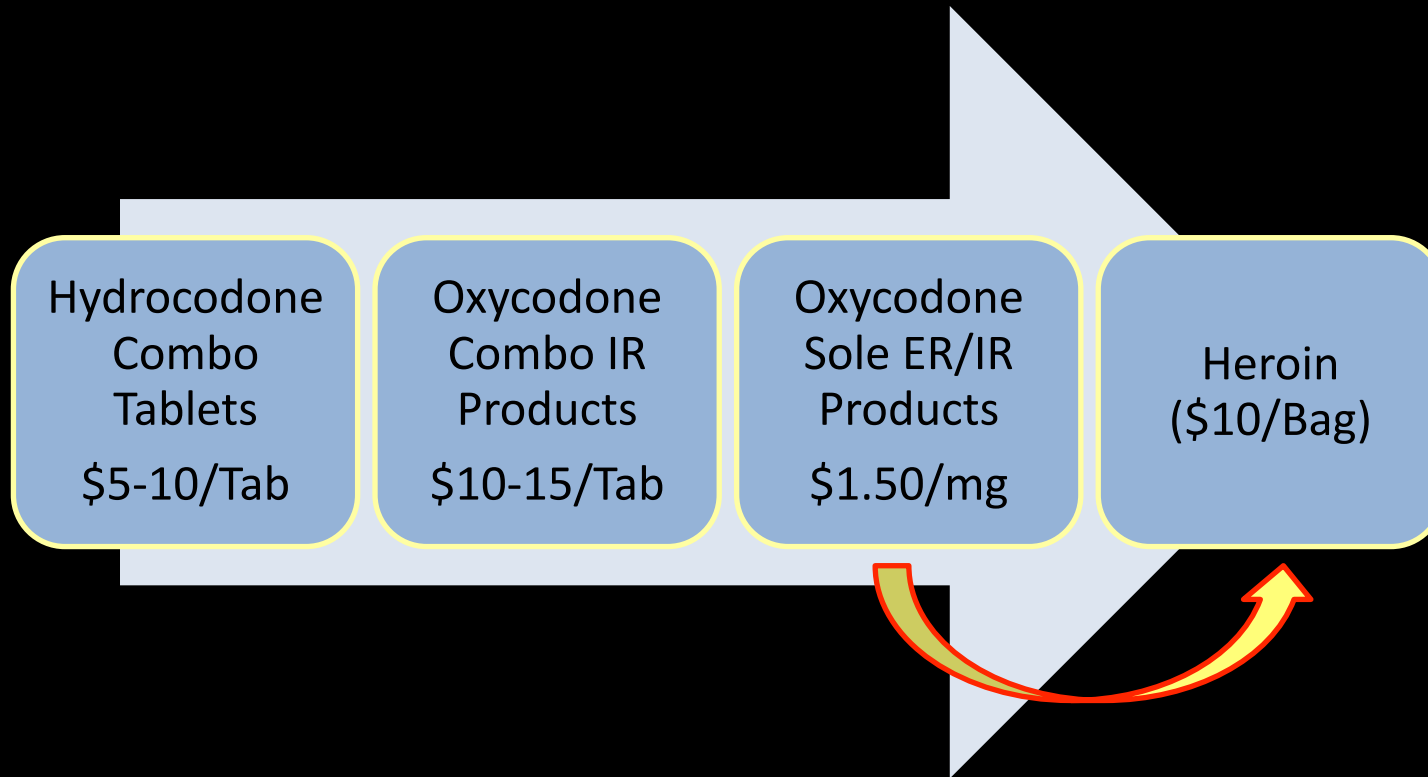 Hydrocodone
Combo
Tablets
$5-10/Tab
Oxycodone
Combo IR
Products
$10-15/Tab
Oxycodone
Sole ER/IR
Products
$1.50/mg
Heroin
($10/Bag)